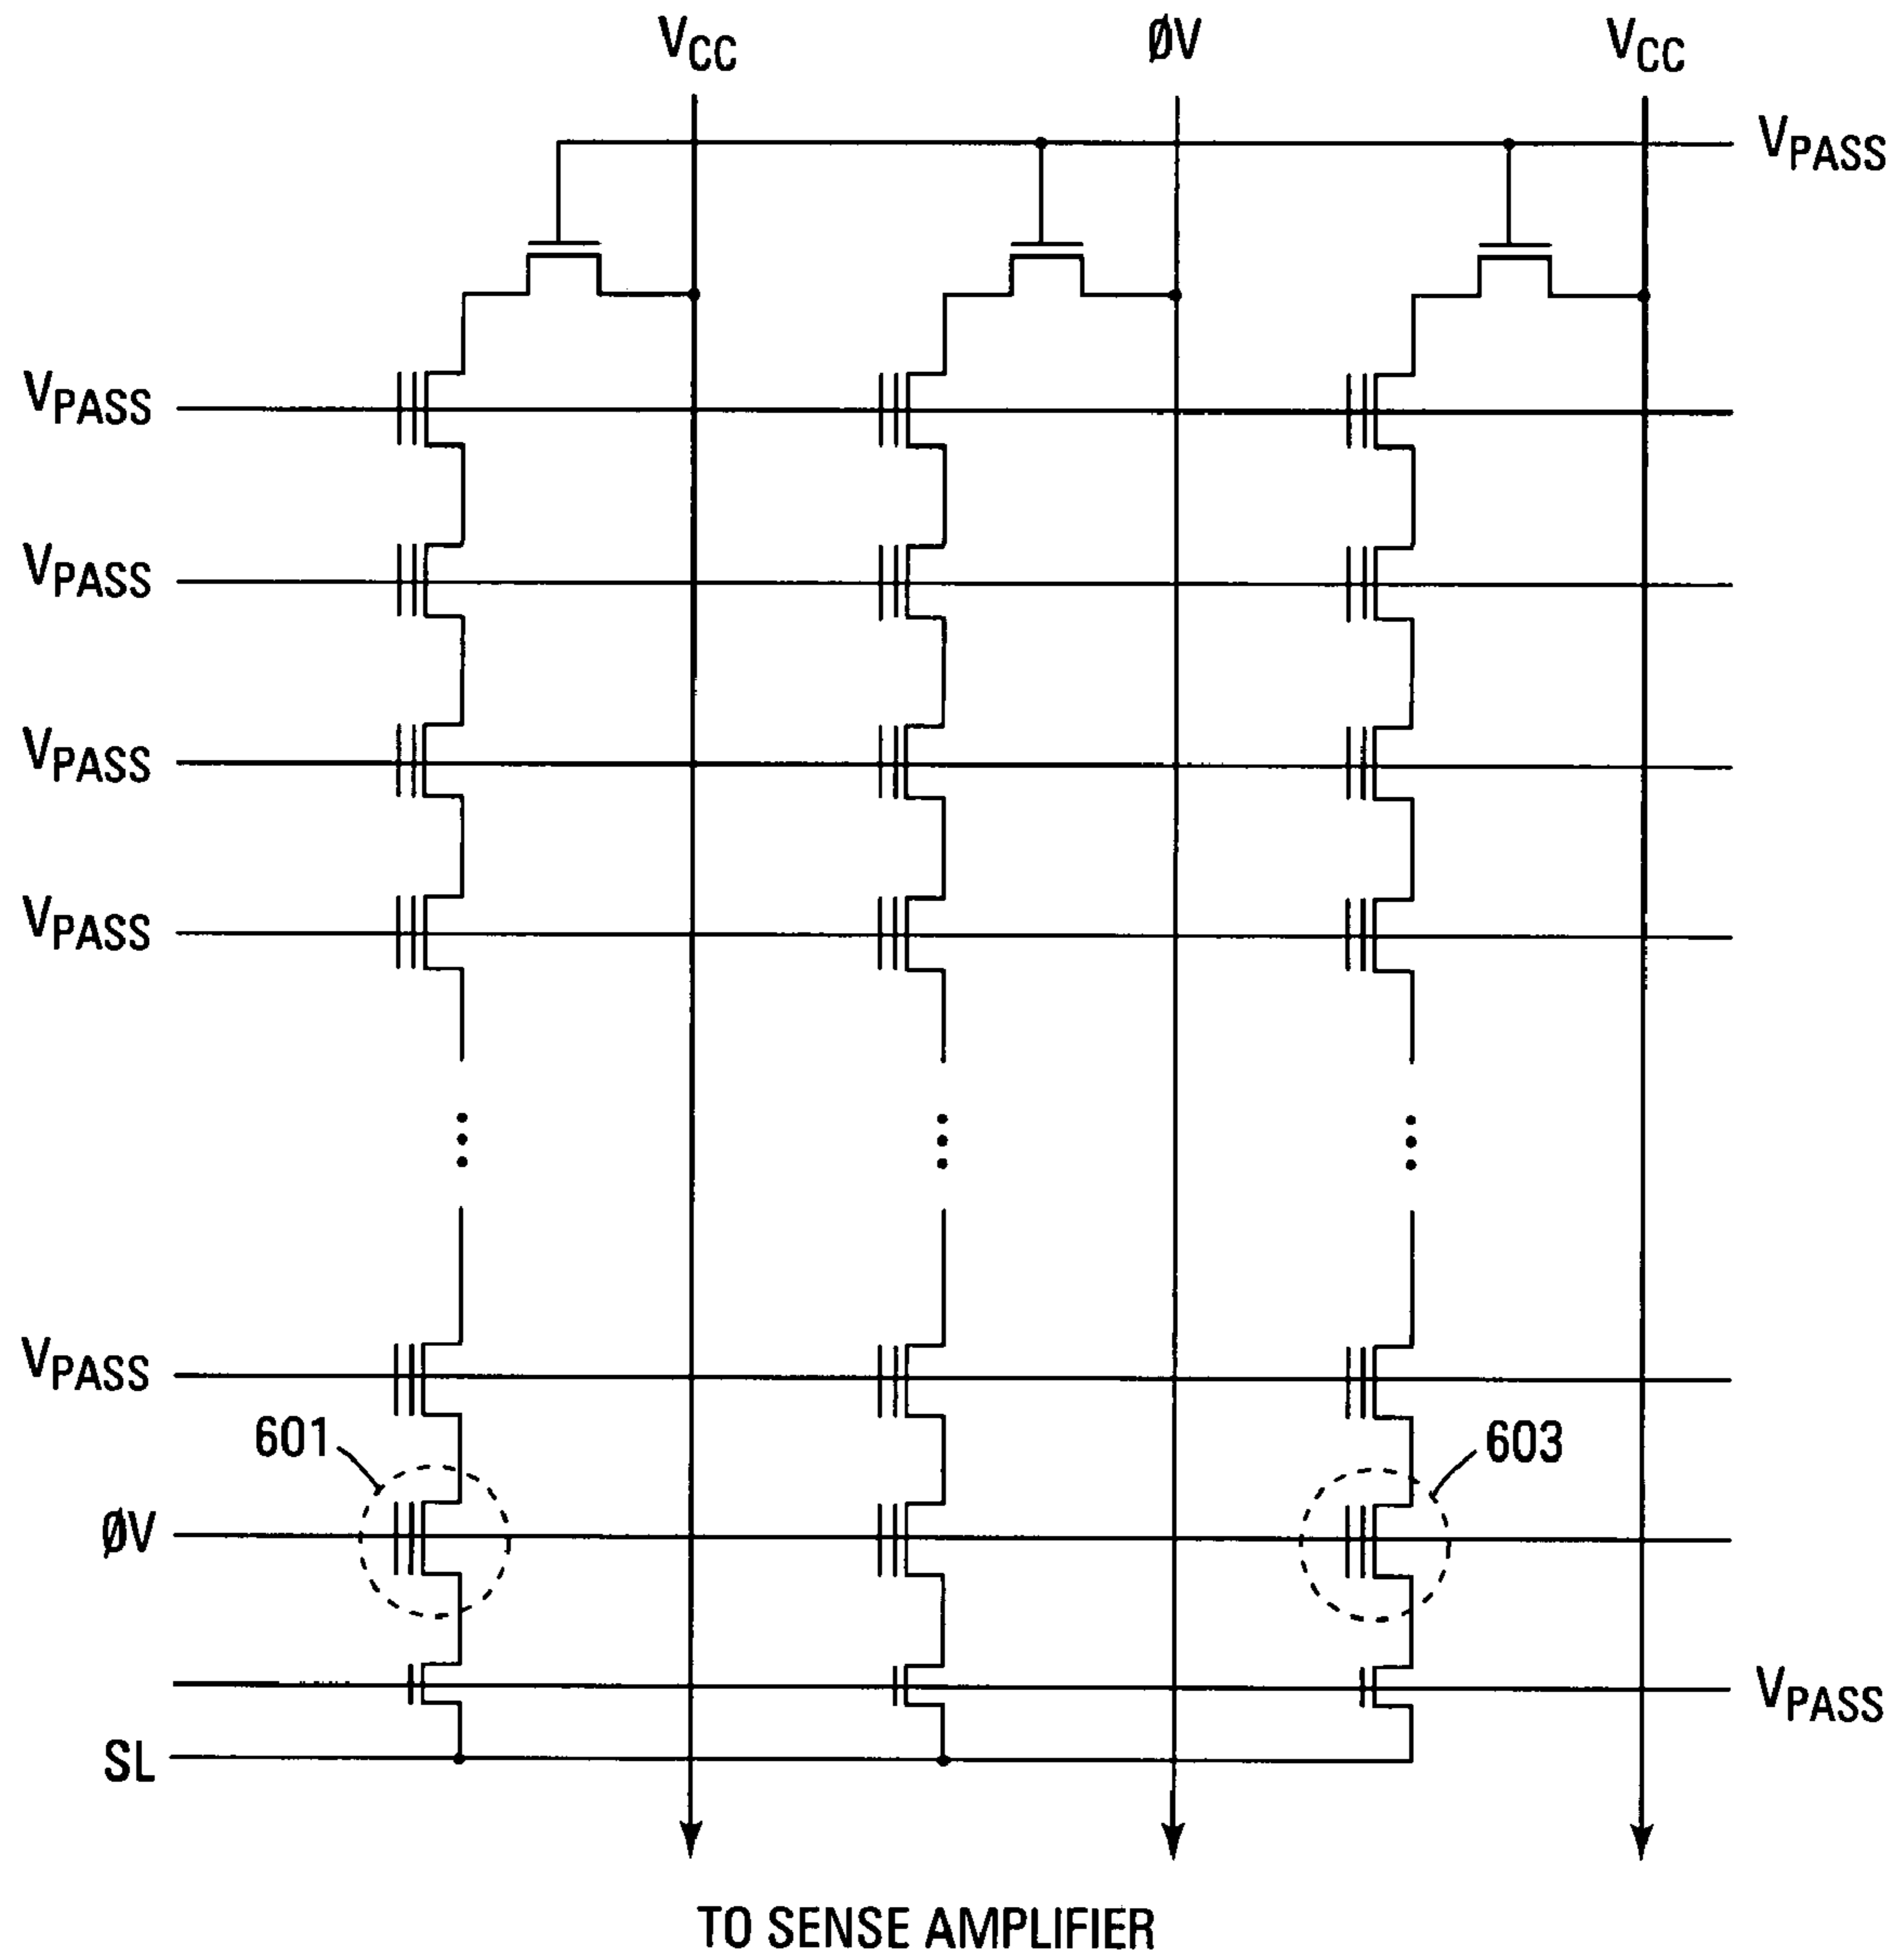 VCC ØV VCC
VPASS
VPASS
VPASS
VPASS
VPASS
VPASS
601 603
ØV
VPASS
SL
TO SENSE AMPLIFIER